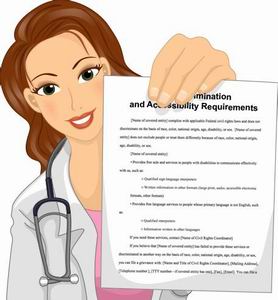 mination
and Accessibility Requirements
[Name of covered entity] complies with applicable Federal civil rights laws and does not
discriminate on the basis of race, color, national origin, age, disability, or sex. [Name of covered
entity] does not exclude people or treat them differently because of race, color, national origin,
age, disability, or sex.
[Name of covered entity]:
• Provides free aids and services to people with disabilities to communicate effectively
with us, such as:
○ Qualified sign language interpreters
○ Written information in other formats (large print, audio, accessible electronic
formats, other formats)
• Provides free language services to people whose primary language is not English, such
as:
○ Qualified interpreters
○ Information written in other languages
If you need these services, contact [Name of Civil Rights Coordinator]
If you believe that [Name of covered entity] has failed to provide these services or
discriminated in another way on the basis of race, color, national origin, age, disability, or sex, you
can file a grievance with: [Name and Title of Civil Rights Coordinator], [Mailing Address],
[Telephone number ], [TTY number —if covered entity has one], [Fax], [Email]. You can file a